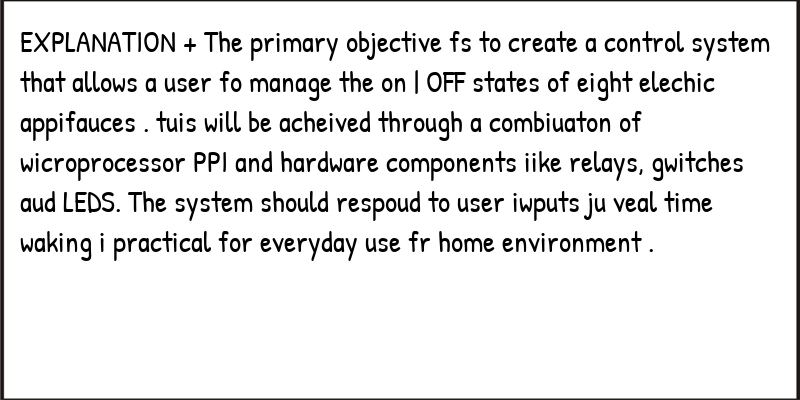 EXPLANATION + The primary objective fs to create a control system
that allows a user fo manage the on | OFF states of eight elechic
appifauces . tuis will be acheived through a combiuaton of
wicroprocessor PPI and hardware components iike relays, gwitches
aud LEDS. The system should respoud to user iwputs ju veal time
waking i practical for everyday use fr home environment .